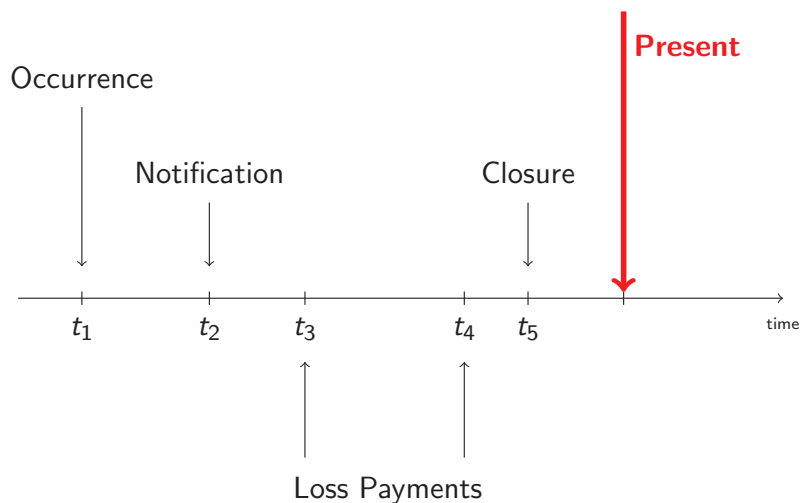 Present
Occurrence
Notification
Closure
t1
t2
t3
t4
t5
time
Loss Payments